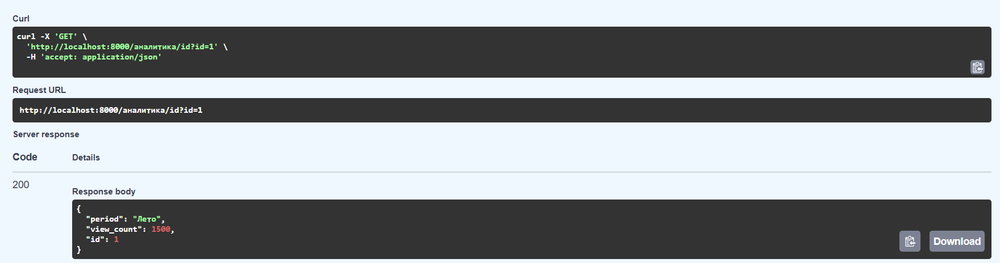 Curl
curl -X 'GET' \
  'http://localhost:8000/аналитика/id?id=1' \
  -H 'accept: application/json'
Request URL
http://localhost:8000/аналитика/id?id=1
Server response
Code Details
200
Response body
{
  "period": "Лето",
  "view_count": 1500,
  "id": 1
}
Download